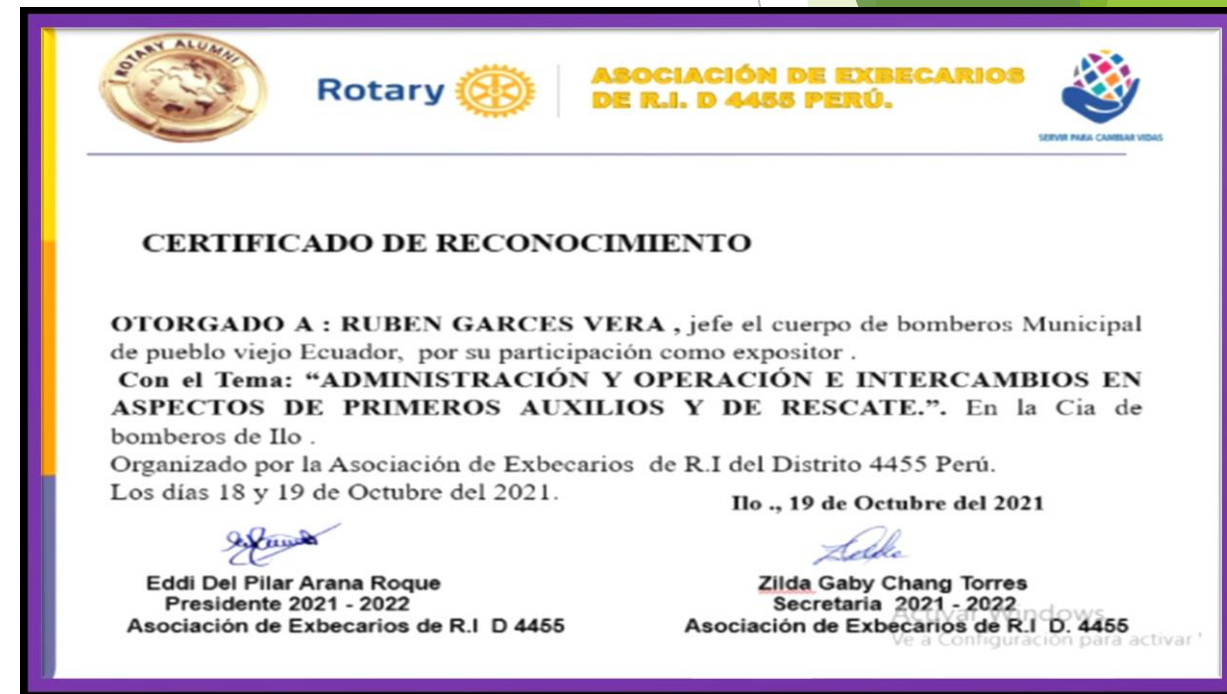 ROTARY ALUMNI
Rotary
ASOCIACIÓN DE EXBECARIOS
DE R.I. D 4455 PERÚ.
SERVIR PARA CAMBIAR VIDAS
CERTIFICADO DE RECONOCIMIENTO
OTORGADO A : RUBEN GARCES VERA , jefe el cuerpo de bomberos Municipal
de pueblo viejo Ecuador, por su participación como expositor .
Con el Tema: “ADMINISTRACIÓN Y OPERACIÓN E INTERCAMBIOS EN
ASPECTOS DE PRIMEROS AUXILIOS Y DE RESCATE.”. En la Cia de
bomberos de Ilo .
Organizado por la Asociación de Exbecarios de R.I del Distrito 4455 Perú.
Los días 18 y 19 de Octubre del 2021.
Ilo ., 19 de Octubre del 2021
Eddi Del Pilar Arana Roque
Presidente 2021 - 2022
Asociación de Exbecarios de R.I D 4455
Zilda Gaby Chang Torres
Secretaria 2021 - 2022
Asociación de Exbecarios de R.I D. 4455
Activar Windows
Ve a Configuración para activar